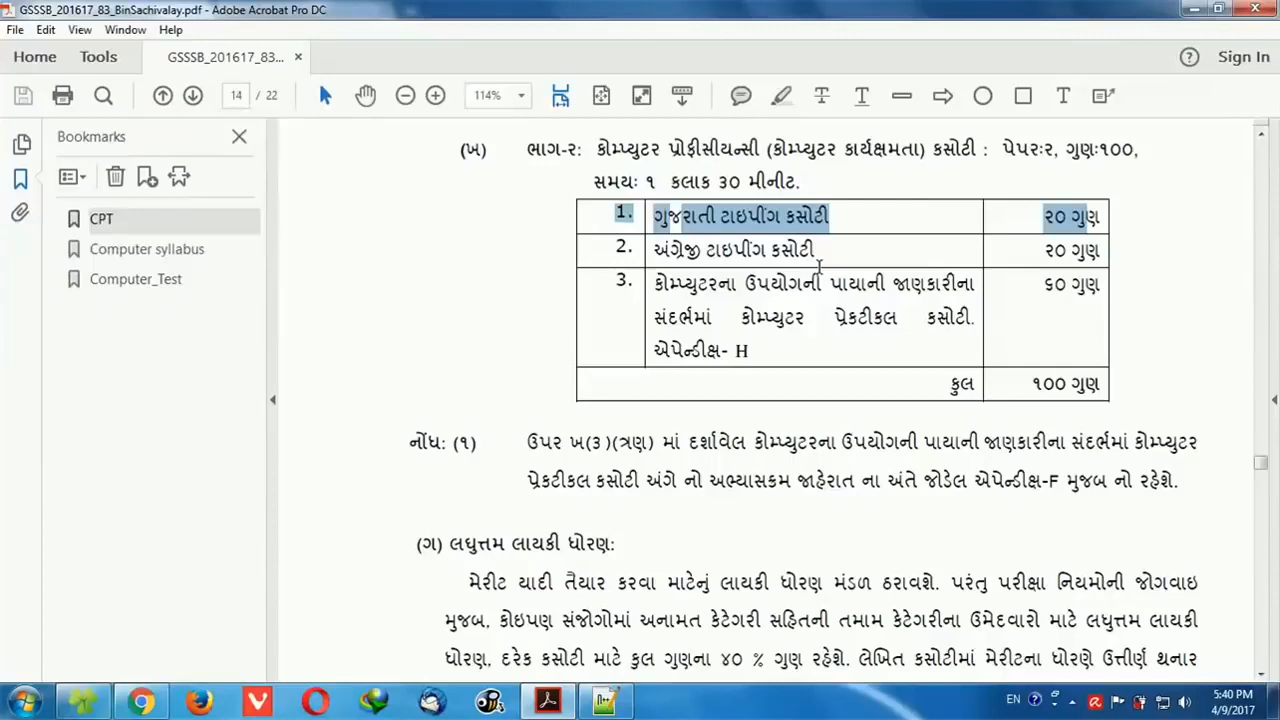 GSSSB_201617_83_BinSachivalay.pdf - Adobe Acrobat Pro DC
File Edit View Window Help
Home Tools GSSSB_201617_83... × Sign In
14 / 22 114%
Bookmarks
CPT
Computer syllabus
Computer_Test
(ખ) ભાગ-ર: કોમ્પ્યુટર પ્રોફીસીયન્સી (કોમ્પ્યુટર કાર્યક્ષમતા) કસોટી : પેપરઃર, ગુણઃ૧૦૦,
સમયઃ ૧ કલાક ૩૦ મીનીટ.
1. ગુજરાતી ટાઇપીંગ કસોટી ૨૦ ગુણ
2. અંગ્રેજી ટાઇપીંગ કસોટી ૨૦ ગુણ
3. કોમ્પ્યુટરના ઉપયોગની પાયાની જાણકારીના ૬૦ ગુણ
સંદર્ભમાં કોમ્પ્યુટર પ્રેકટીકલ કસોટી.
એપેન્ડીક્ષ- H
કુલ ૧૦૦ ગુણ
નોંધ: (૧) ઉપર ખ(૩)(ત્રણ) માં દર્શાવેલ કોમ્પ્યુટરના ઉપયોગની પાયાની જાણકારીના સંદર્ભમાં કોમ્પ્યુટર
પ્રેકટીકલ કસોટી અંગે નો અભ્યાસક્રમ જાહેરાત ના અંતે જોડેલ એપેન્ડીક્ષ-F મુજબ નો રહેશે.
(ગ) લઘુત્તમ લાયકી ધોરણ:
મેરીટ યાદી તૈયાર કરવા માટેનું લાયકી ધોરણ મંડળ ઠરાવશે. પરંતુ પરીક્ષા નિયમોની જોગવાઇ
મુજબ, કોઇપણ સંજોગોમાં અનામત કેટેગરી સહિતની તમામ કેટેગરીના ઉમેદવારો માટે લઘુત્તમ લાયકી
ધોરણ, દરેક કસોટી માટે કુલ ગુણના ૪૦ % ગુણ રહેશે. લેખિત કસોટીમાં મેરીટના ધોરણે ઉત્તીર્ણ થનાર
EN 5:40 PM
4/9/2017